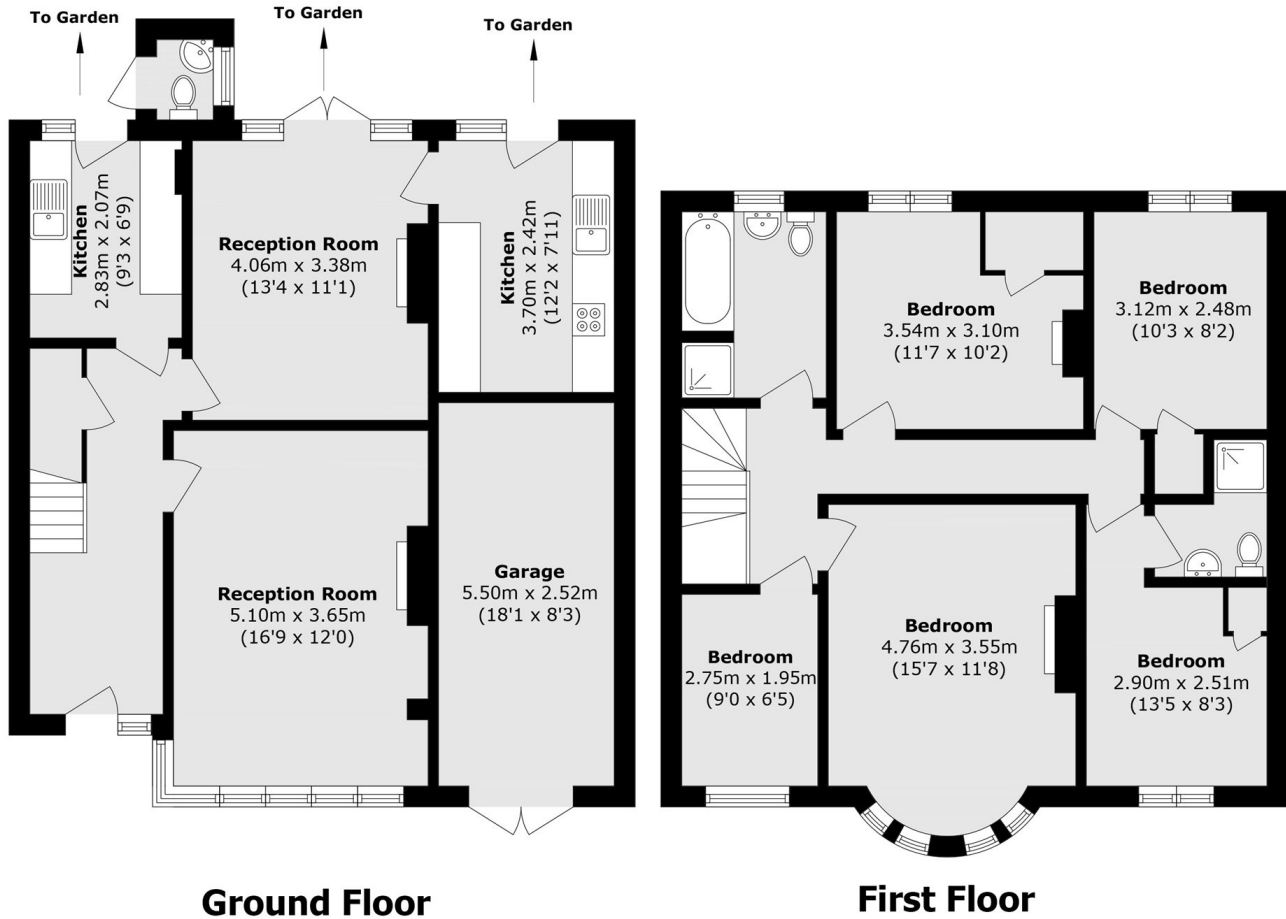 To Garden
To Garden
To Garden
Kitchen
2.83m x 2.07m
(9'3 x 6'9)
Reception Room
4.06m x 3.38m
(13'4 x 11'1)
Kitchen
3.70m x 2.42m
(12'2 x 7'11)
Reception Room
5.10m x 3.65m
(16'9 x 12'0)
Garage
5.50m x 2.52m
(18'1 x 8'3)
Ground Floor
Bedroom
3.54m x 3.10m
(11'7 x 10'2)
Bedroom
3.12m x 2.48m
(10'3 x 8'2)
Bedroom
2.75m x 1.95m
(9'0 x 6'5)
Bedroom
4.76m x 3.55m
(15'7 x 11'8)
Bedroom
2.90m x 2.51m
(13'5 x 8'3)
First Floor